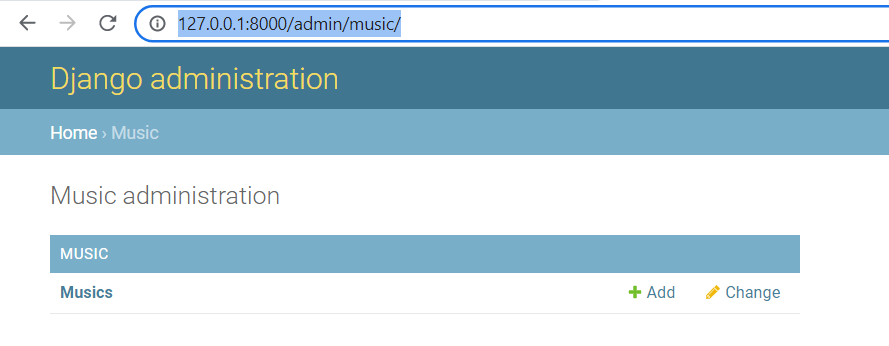 127.0.0.1:8000/admin/music/
Django administration
Home › Music
Music administration
MUSIC
Musics Add Change